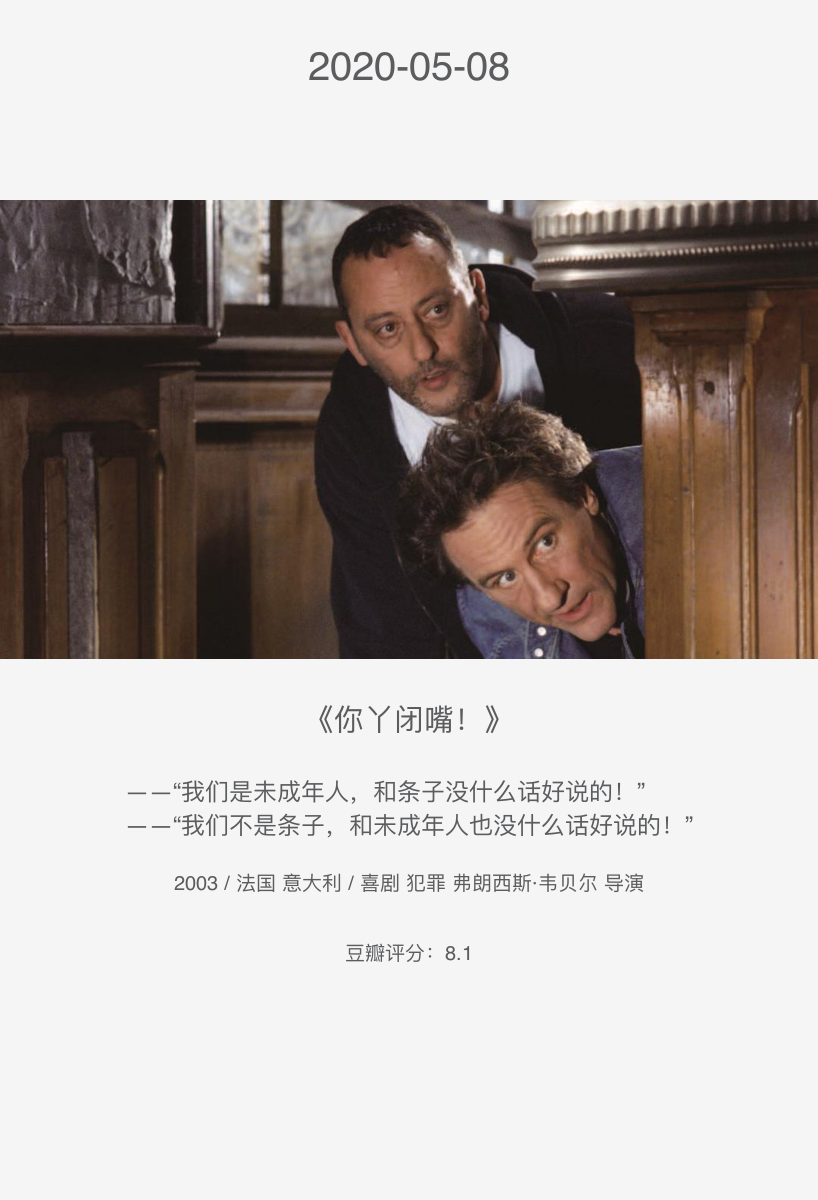 2020-05-08
《你丫闭嘴！》
——“我们是未成年人，和条子没什么话好说的！”
——“我们不是条子，和未成年人也没什么话好说的！”
2003 / 法国 意大利 / 喜剧 犯罪 弗朗西斯·韦贝尔 导演
豆瓣评分：8.1